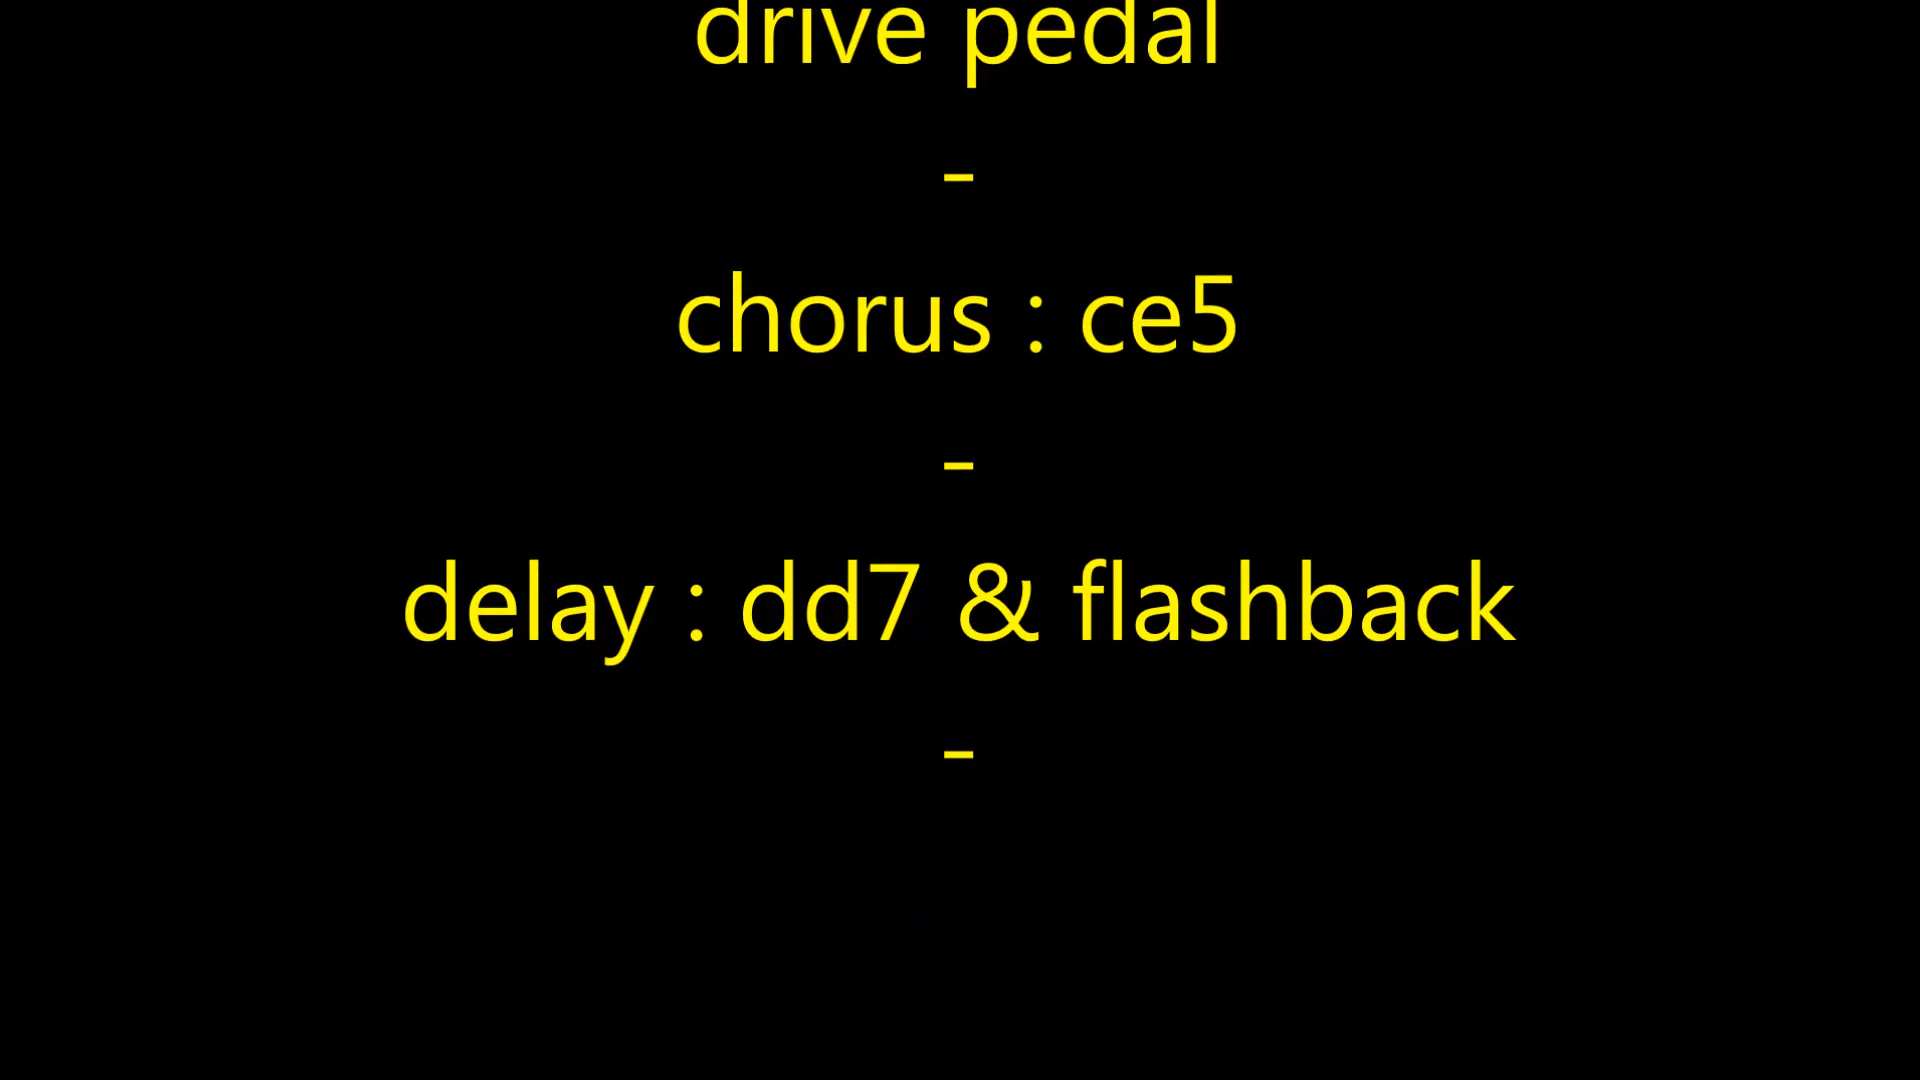 drive pedal
-
chorus : ce5
-
delay : dd7 & flashback
-